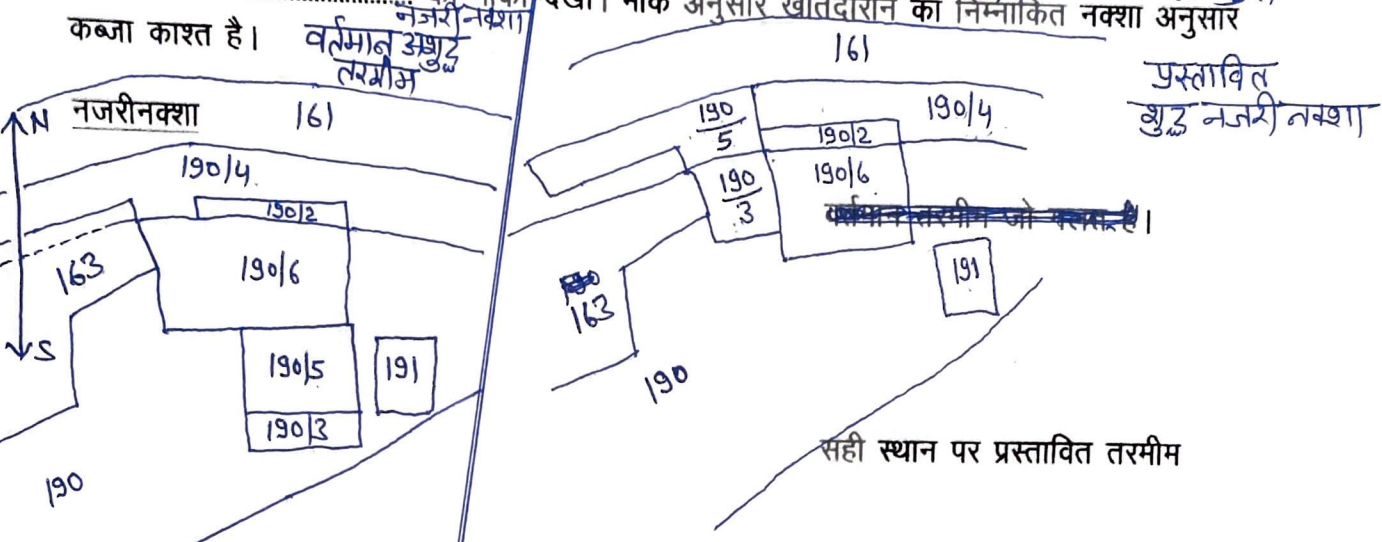 देखा। मौके अनुसार खातेदारान का निम्नांकित नक्शा अनुसार
कब्जा काश्त है।
नजरी नक्शा
वर्तमान अशुद्ध
तरमीम
N नजरीनक्शा
161
190/4
190/2
163
190/6
S
190/5
191
190/3
190
161
प्रस्तावित
शुद्ध नजरी नक्शा
190/5
190/4
190/2
190/3
190/6
191
163
190
सही स्थान पर प्रस्तावित तरमीम